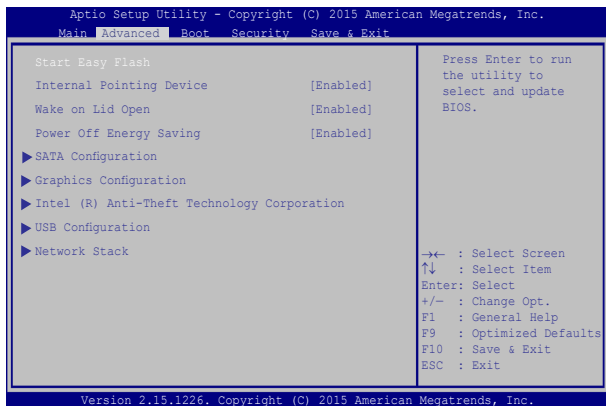 Aptio Setup Utility - Copyright (C) 2015 American Megatrends, Inc.
Main Advanced Boot Security Save & Exit
Start Easy Flash
Internal Pointing Device [Enabled]
Wake on Lid Open [Enabled]
Power Off Energy Saving [Enabled]
SATA Configuration
Graphics Configuration
Intel (R) Anti-Theft Technology Corporation
USB Configuration
Network Stack
Press Enter to run
the utility to
select and update
BIOS.
→← : Select Screen
↑↓ : Select Item
Enter: Select
+/— : Change Opt.
F1 : General Help
F9 : Optimized Defaults
F10 : Save & Exit
ESC : Exit
Version 2.15.1226. Copyright (C) 2015 American Megatrends, Inc.